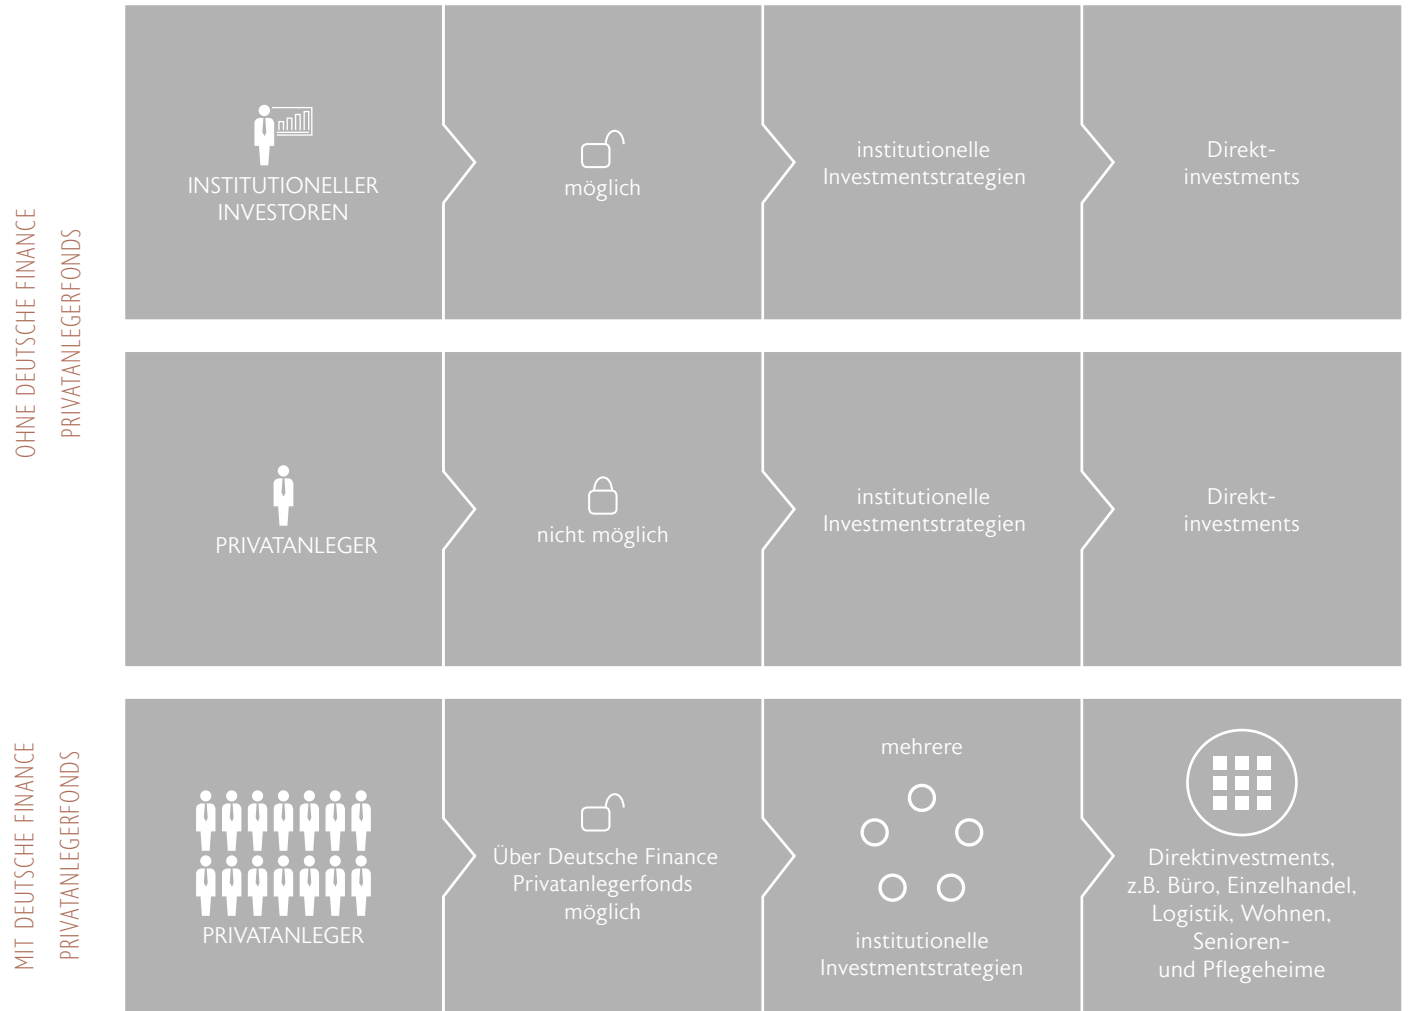 OHNE DEUTSCHE FINANCE
PRIVATANLEGERFONDS
INSTITUTIONELLER
INVESTOREN
möglich
institutionelle
Investmentstrategien
Direkt-
investments
PRIVATANLEGER
nicht möglich
institutionelle
Investmentstrategien
Direkt-
investments
MIT DEUTSCHE FINANCE
PRIVATANLEGERFONDS
PRIVATANLEGER
Über Deutsche Finance
Privatanlegerfonds
möglich
mehrere
institutionelle
Investmentstrategien
Direktinvestments,
z.B. Büro, Einzelhandel,
Logistik, Wohnen,
Senioren-
und Pflegeheime